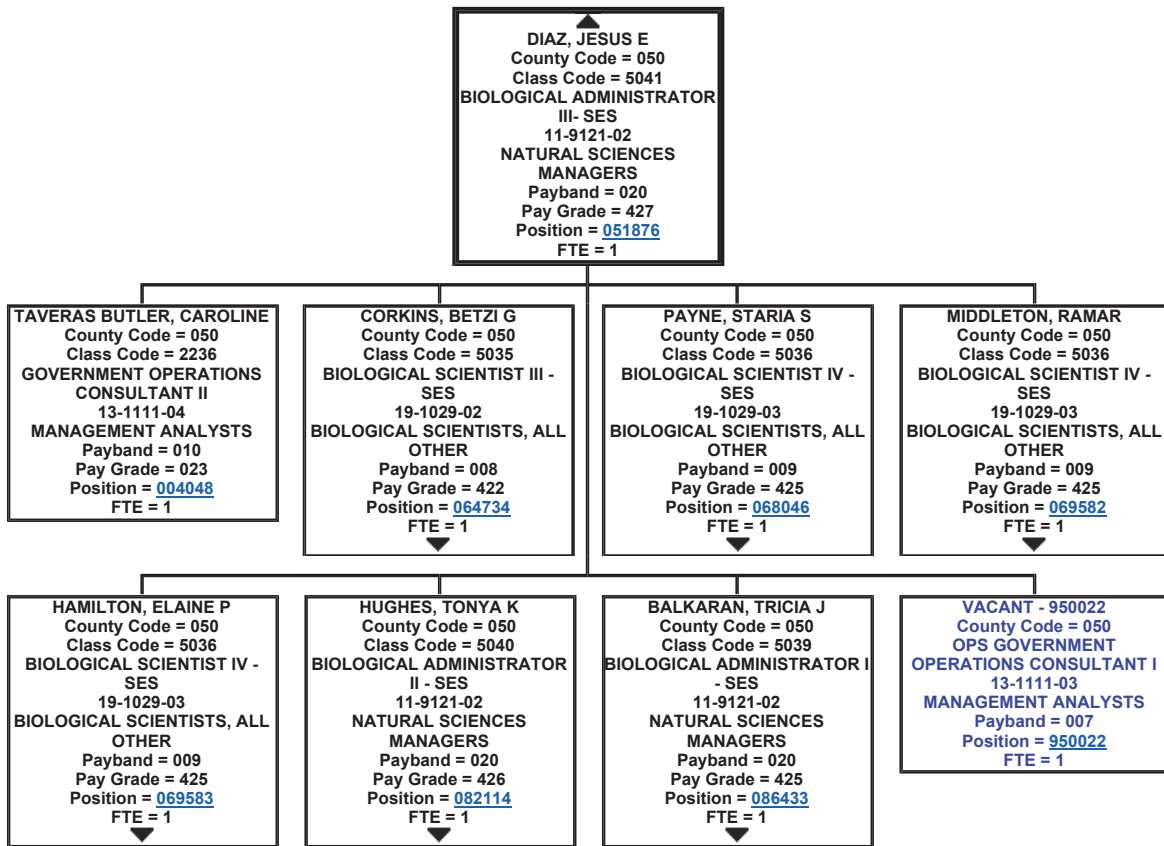 DIAZ, JESUS E
County Code = 050
Class Code = 5041
BIOLOGICAL ADMINISTRATOR
III- SES
11-9121-02
NATURAL SCIENCES
MANAGERS
Payband = 020
Pay Grade = 427
Position = 051876
FTE = 1
TAVERAS BUTLER, CAROLINE
County Code = 050
Class Code = 2236
GOVERNMENT OPERATIONS
CONSULTANT II
13-1111-04
MANAGEMENT ANALYSTS
Payband = 010
Pay Grade = 023
Position = 004048
FTE = 1
CORKINS, BETZI G
County Code = 050
Class Code = 5035
BIOLOGICAL SCIENTIST III -
SES
19-1029-02
BIOLOGICAL SCIENTISTS, ALL
OTHER
Payband = 008
Pay Grade = 422
Position = 064734
FTE = 1
PAYNE, STARIA S
County Code = 050
Class Code = 5036
BIOLOGICAL SCIENTIST IV -
SES
19-1029-03
BIOLOGICAL SCIENTISTS, ALL
OTHER
Payband = 009
Pay Grade = 425
Position = 068046
FTE = 1
MIDDLETON, RAMAR
County Code = 050
Class Code = 5036
BIOLOGICAL SCIENTIST IV -
SES
19-1029-03
BIOLOGICAL SCIENTISTS, ALL
OTHER
Payband = 009
Pay Grade = 425
Position = 069582
FTE = 1
HAMILTON, ELAINE P
County Code = 050
Class Code = 5036
BIOLOGICAL SCIENTIST IV -
SES
19-1029-03
BIOLOGICAL SCIENTISTS, ALL
OTHER
Payband = 009
Pay Grade = 425
Position = 069583
FTE = 1
HUGHES, TONYA K
County Code = 050
Class Code = 5040
BIOLOGICAL ADMINISTRATOR
II - SES
11-9121-02
NATURAL SCIENCES
MANAGERS
Payband = 020
Pay Grade = 426
Position = 082114
FTE = 1
BALKARAN, TRICIA J
County Code = 050
Class Code = 5039
BIOLOGICAL ADMINISTRATOR I
- SES
11-9121-02
NATURAL SCIENCES
MANAGERS
Payband = 020
Pay Grade = 425
Position = 086433
FTE = 1
VACANT - 950022
County Code = 050
OPS GOVERNMENT
OPERATIONS CONSULTANT I
13-1111-03
MANAGEMENT ANALYSTS
Payband = 007
Position = 950022
FTE = 1